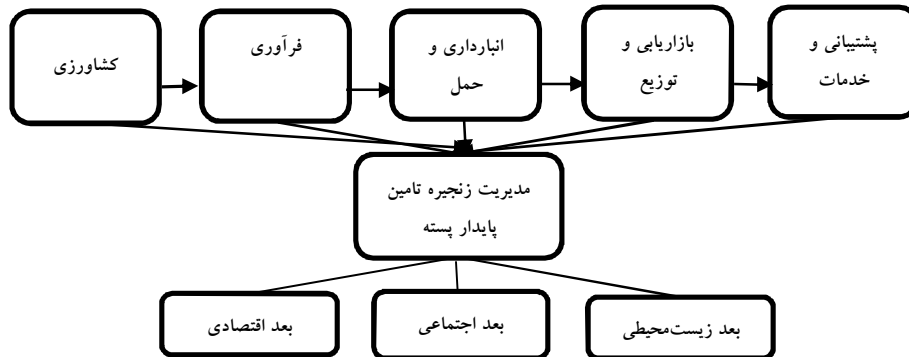 کشاورزی
فرآوری
انبارداری و
حمل
بازاریابی و
توزیع
پشتیبانی و
خدمات
مدیریت زنجیره تامین
پایدار پسته
بعد اقتصادی
بعد اجتماعی
بعد زیست‌محیطی